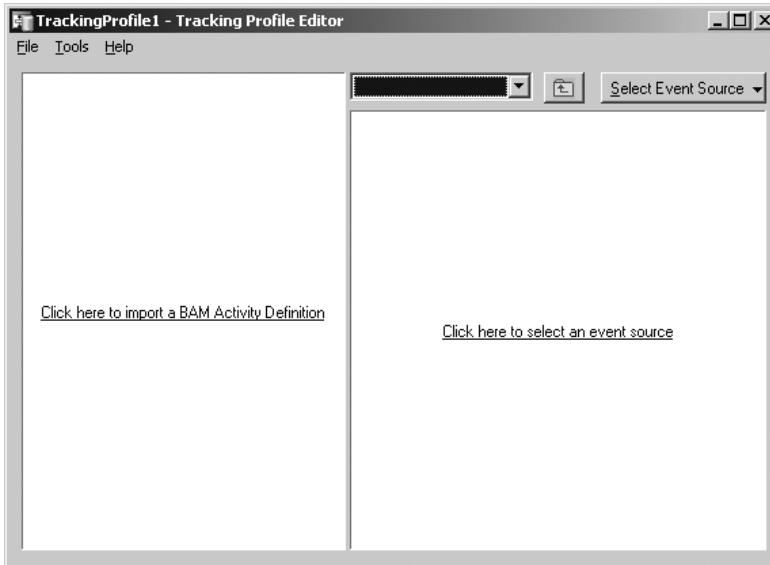 TrackingProfile1 - Tracking Profile Editor
File Tools Help
Select Event Source
Click here to import a BAM Activity Definition
Click here to select an event source